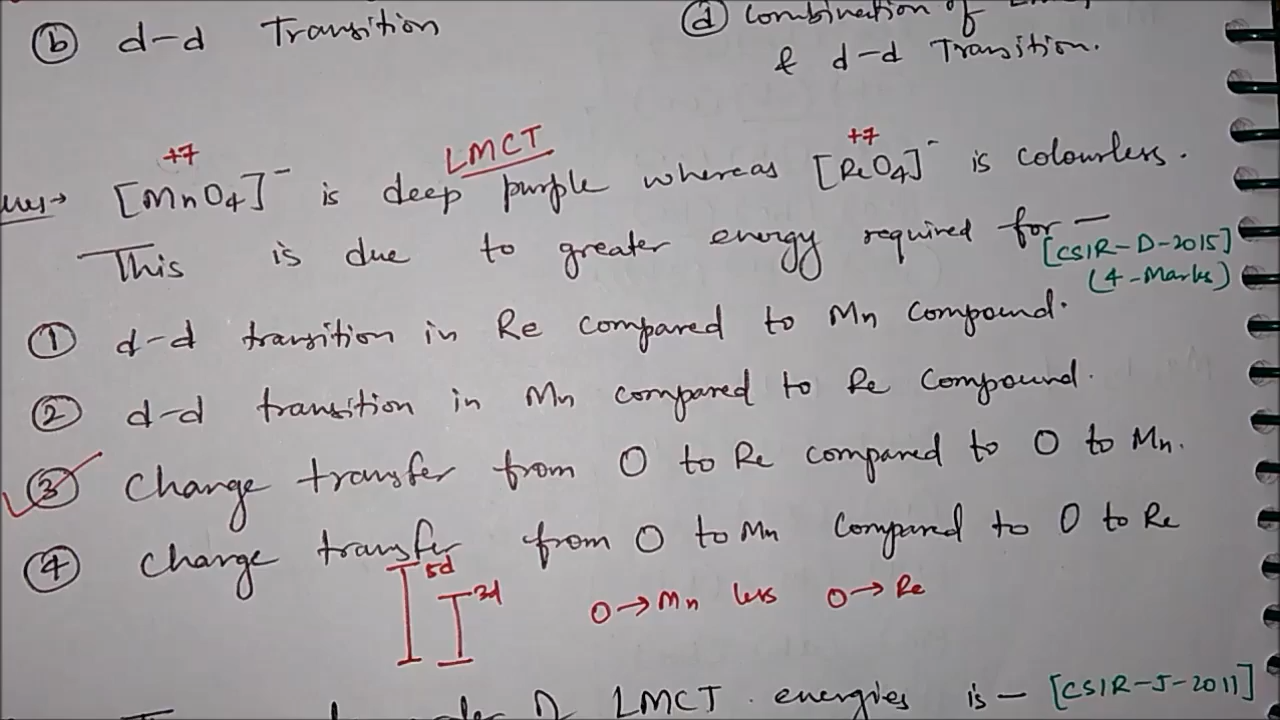 ⓑ d-d Transition
ⓓ Combination of
& d-d Transition.
+7 LMCT +7
[MnO4]⁻ is deep purple whereas [ReO4]⁻ is colourless.
This is due to greater energy required for —
[CSIR-D-2015]
(4-Marks)
① d-d transition in Re compared to Mn Compound.
② d-d transition in Mn compared to Re Compound.
③ Change transfer from O to Re compared to O to Mn.
④ Change transfer from O to Mn Compared to O to Re
5d 3d O→Mn less O→Re
LMCT energies is — [CSIR-J-2011]